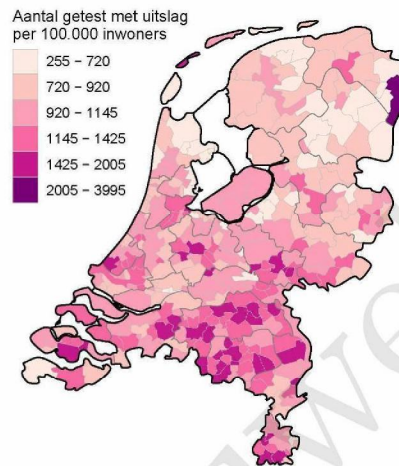 Aantal getest met uitslag
per 100.000 inwoners
255 – 720
720 – 920
920 – 1145
1145 – 1425
1425 – 2005
2005 – 3995